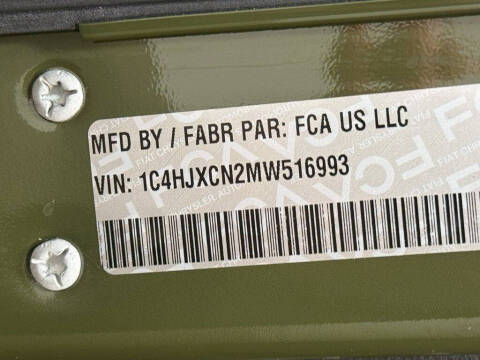 MFD BY / FABR PAR: FCA US LLC
VIN: 1C4HJXCN2MW516993